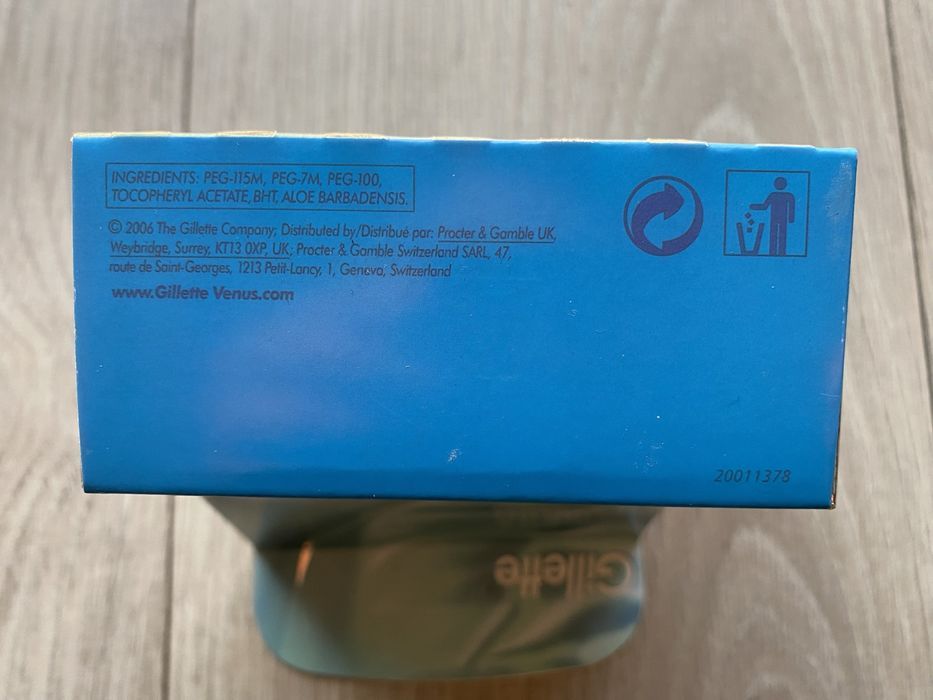 INGREDIENTS: PEG-115M, PEG-7M, PEG-100,
TOCOPHERYL ACETATE, BHT, ALOE BARBADENSIS.
© 2006 The Gillette Company; Distributed by/Distribué par: Procter & Gamble UK,
Weybridge, Surrey, KT13 0XP, UK; Procter & Gamble Switzerland SARL, 47,
route de Saint-Georges, 1213 Petit-Lancy, 1, Geneva, Switzerland
www.Gillette Venus.com
20011378
Gillette